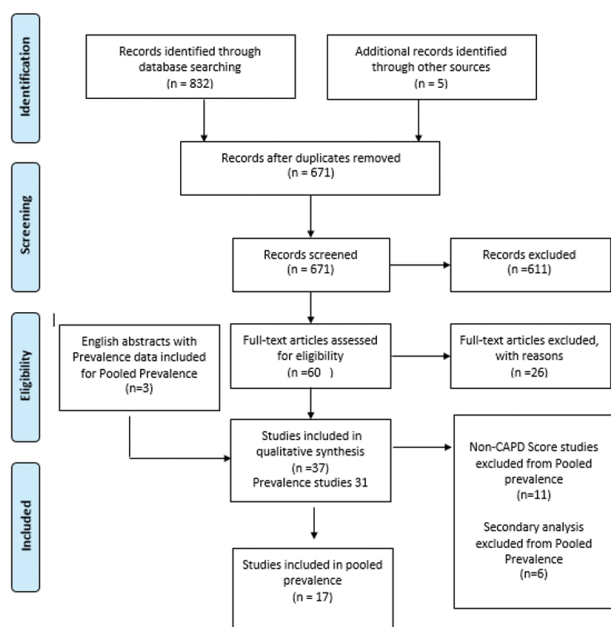 Identification
Records identified through
database searching
(n = 832)
Additional records identified
through other sources
(n = 5)
Records after duplicates removed
(n = 671)
Screening
Records screened
(n = 671)
Records excluded
(n =611)
Eligibility
English abstracts with
Prevalence data included
for Pooled Prevalence
(n=3)
Full-text articles assessed
for eligibility
(n =60 )
Full-text articles excluded,
with reasons
(n =26)
Included
Studies included in
qualitative synthesis
(n =37)
Prevalence studies 31
Non-CAPD Score studies
excluded from Pooled
prevalence
(n=11)
Secondary analysis
excluded from Pooled
Prevalence
(n=6)
Studies included in pooled
prevalence
(n = 17)